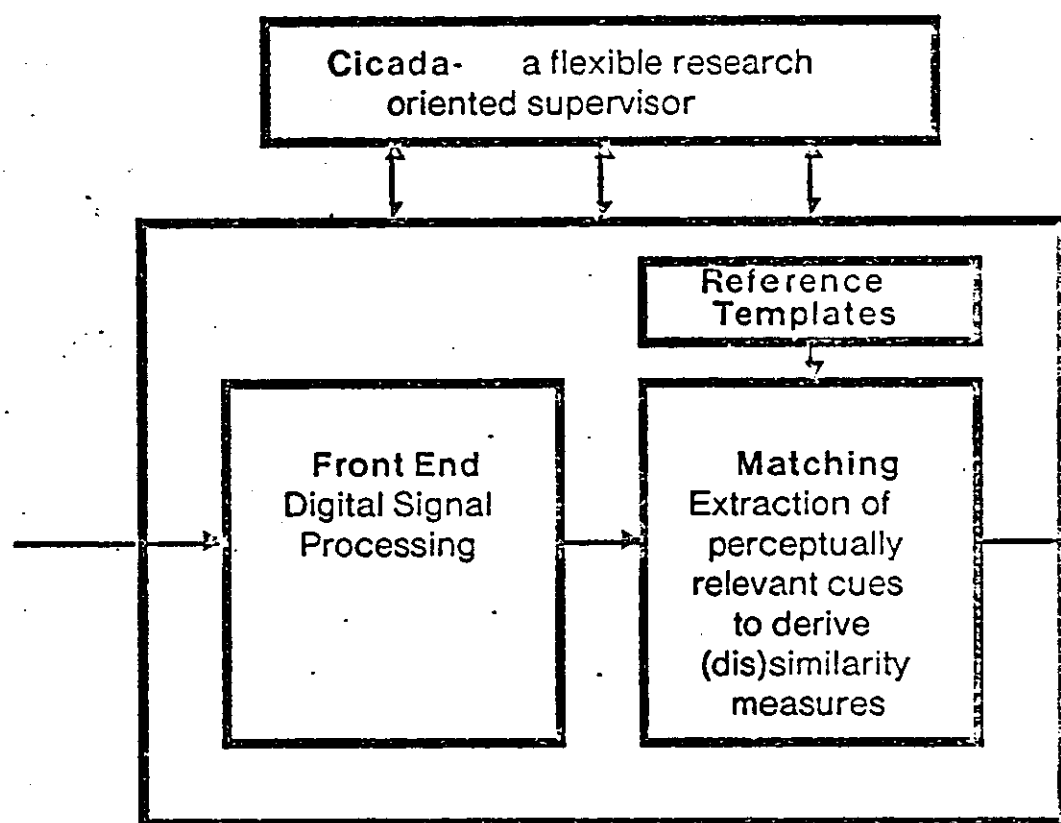 Cicada- a flexible research
oriented supervisor
Reference
Templates
Front End
Digital Signal
Processing
Matching
Extraction of
perceptually
relevant cues
to derive
(dis)similarity
measures